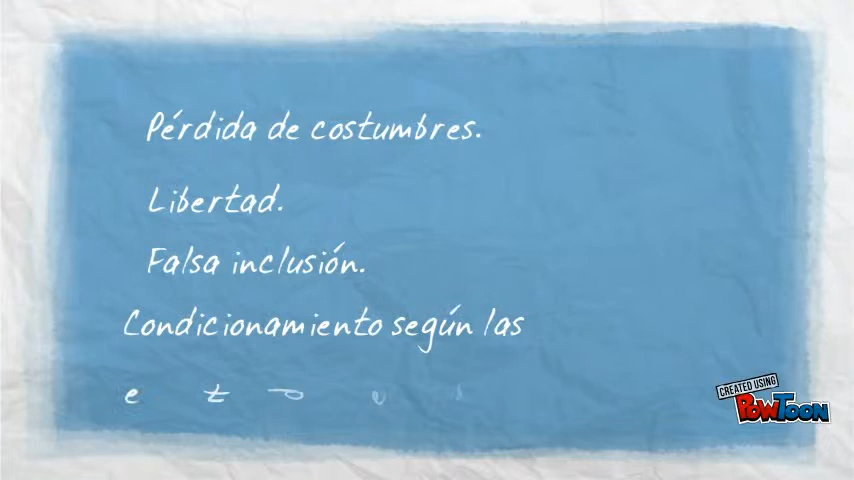 Pérdida de costumbres.
Libertad.
Falsa inclusión.
Condicionamiento según las
CREATED USING
POWTOON